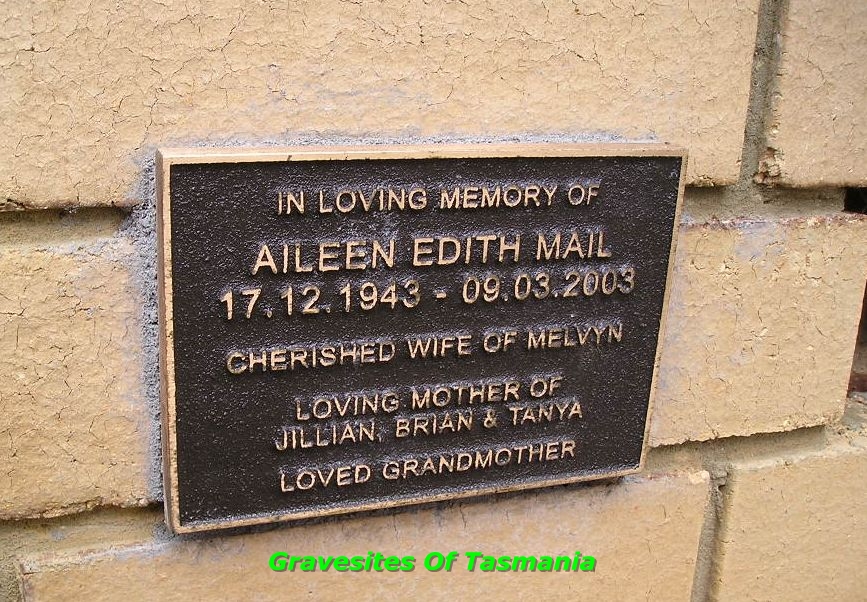 IN LOVING MEMORY OF
AILEEN EDITH MAIL
17.12.1943 - 09.03.2003
CHERISHED WIFE OF MELVYN
LOVING MOTHER OF
JILLIAN, BRIAN & TANYA
LOVED GRANDMOTHER
Gravesites Of Tasmania